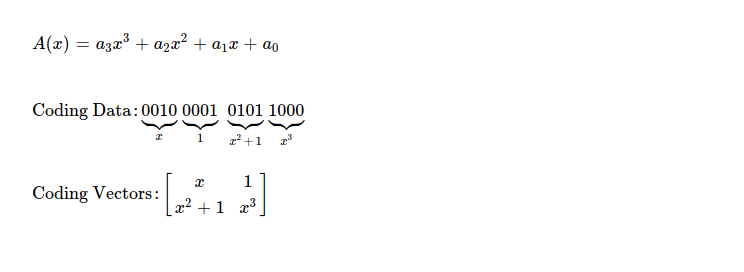 A(x) = a₃x³ + a₂x² + a₁x + a₀
Coding Data: 0010 0001 0101 1000
x 1 x² + 1 x³
Coding Vectors: [ x 1
x² + 1 x³ ]